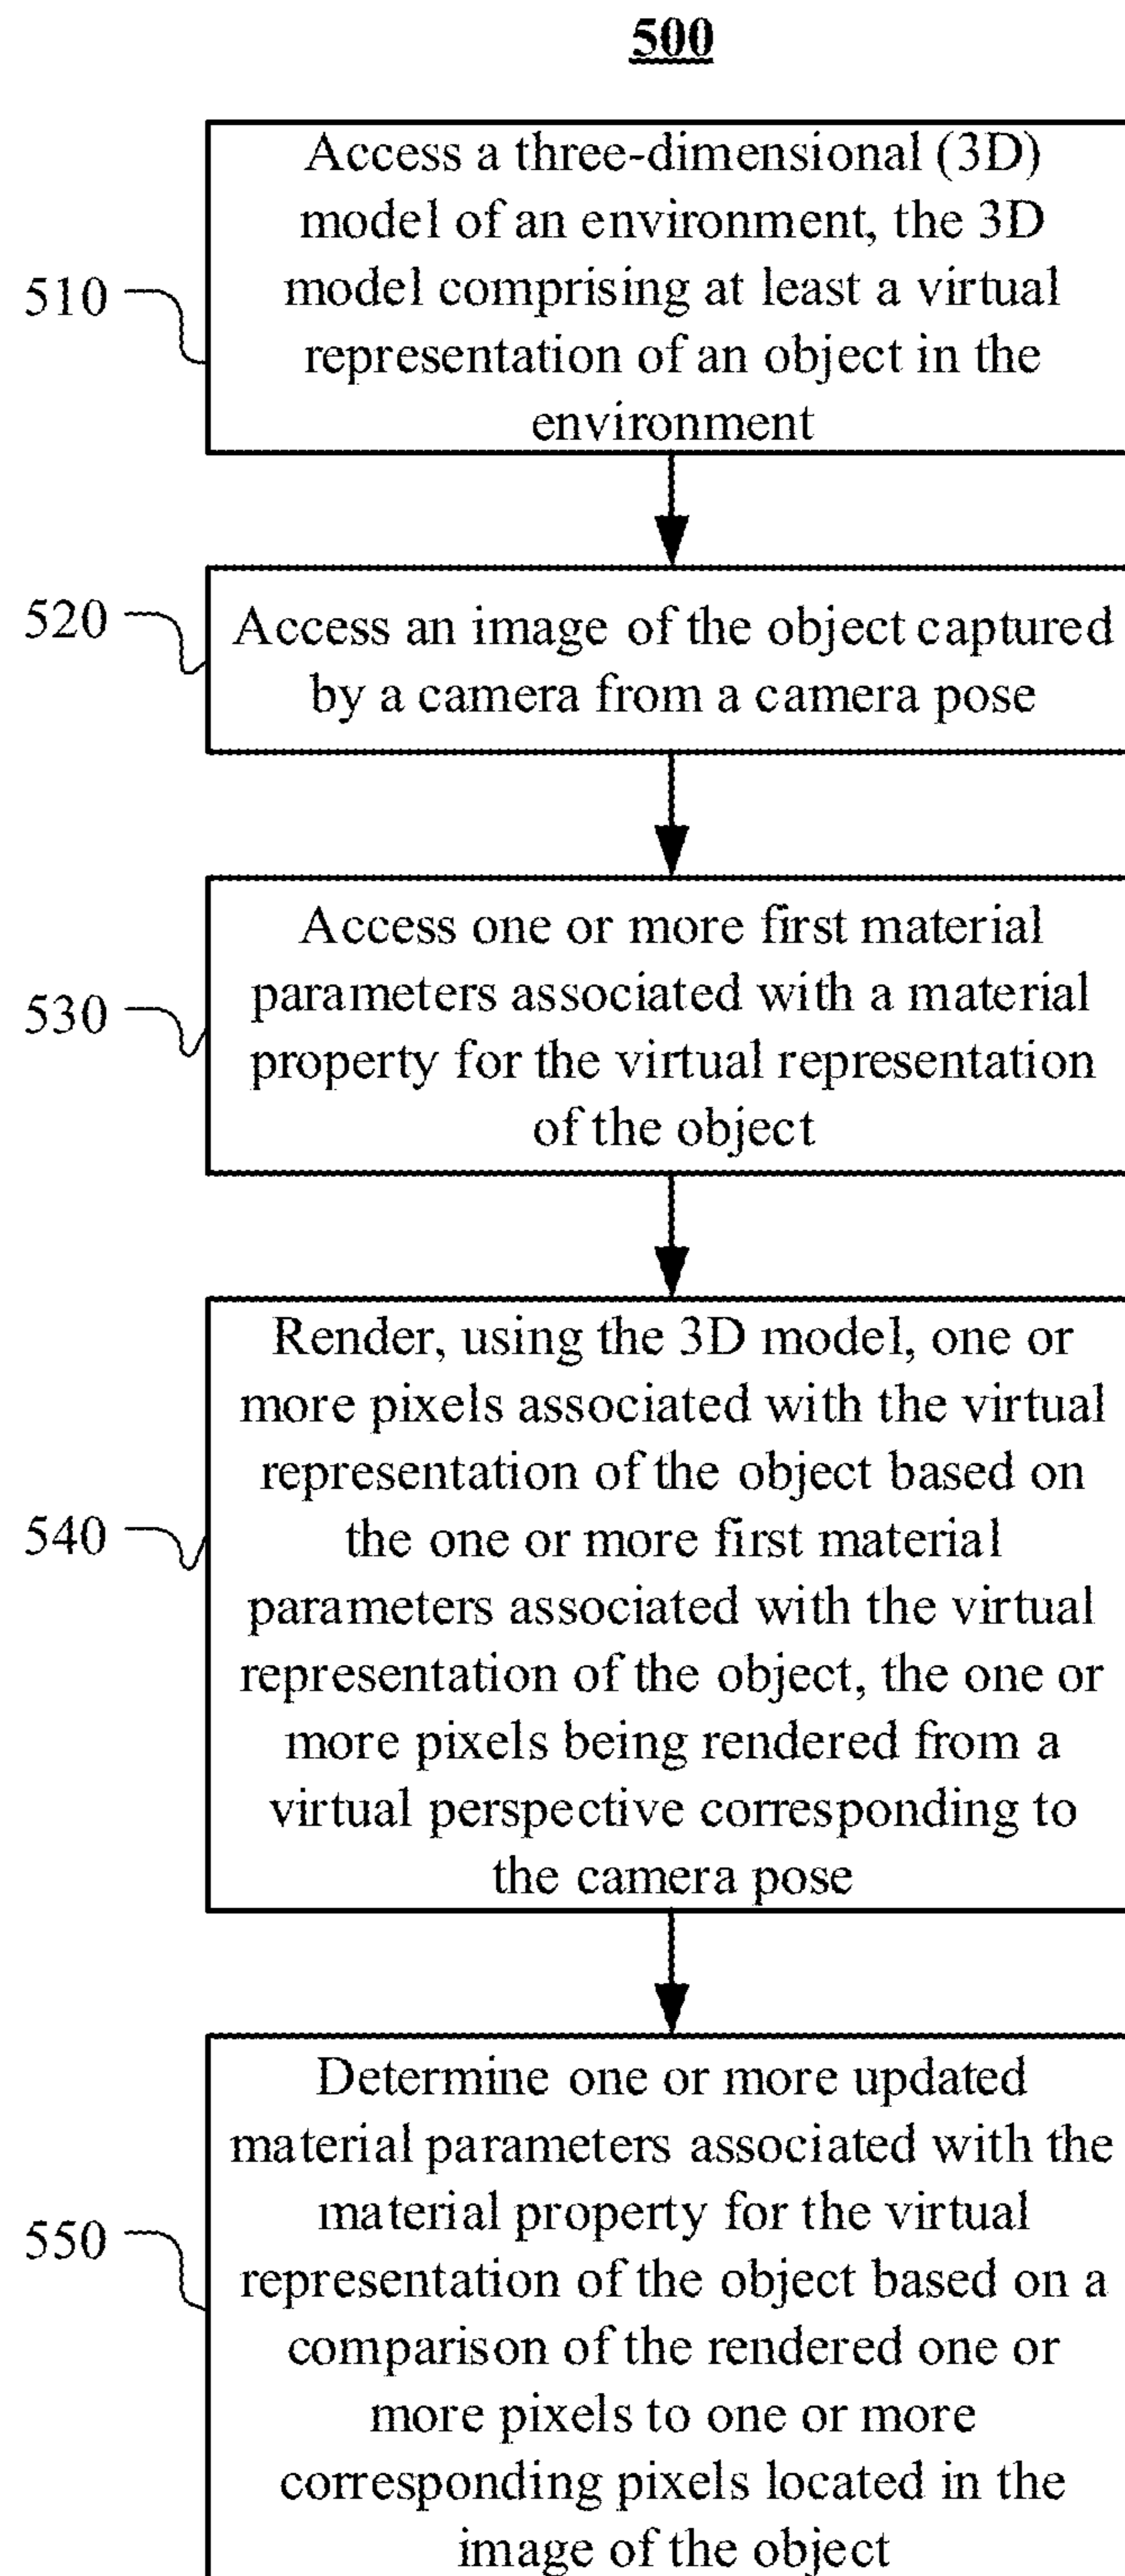 500
510
Access a three-dimensional (3D)
model of an environment, the 3D
model comprising at least a virtual
representation of an object in the
environment
520
Access an image of the object captured
by a camera from a camera pose
530
Access one or more first material
parameters associated with a material
property for the virtual representation
of the object
540
Render, using the 3D model, one or
more pixels associated with the virtual
representation of the object based on
the one or more first material
parameters associated with the virtual
representation of the object, the one or
more pixels being rendered from a
virtual perspective corresponding to
the camera pose
550
Determine one or more updated
material parameters associated with the
material property for the virtual
representation of the object based on a
comparison of the rendered one or
more pixels to one or more
corresponding pixels located in the
image of the object